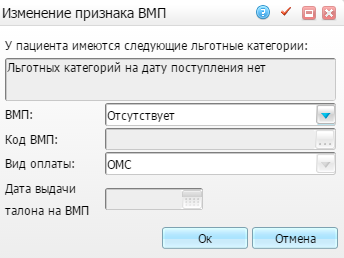 Изменение признака ВМП
У пациента имеются следующие льготные категории:
Льготных категорий на дату поступления нет
ВМП: Отсутствует
Код ВМП:
Вид оплаты: ОМС
Дата выдачи
талона на ВМП
Ок Отмена